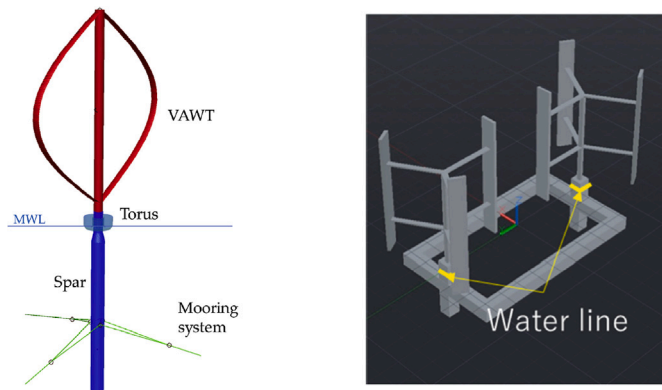 VAWT
Torus
MWL
Spar
Mooring
system
Water line